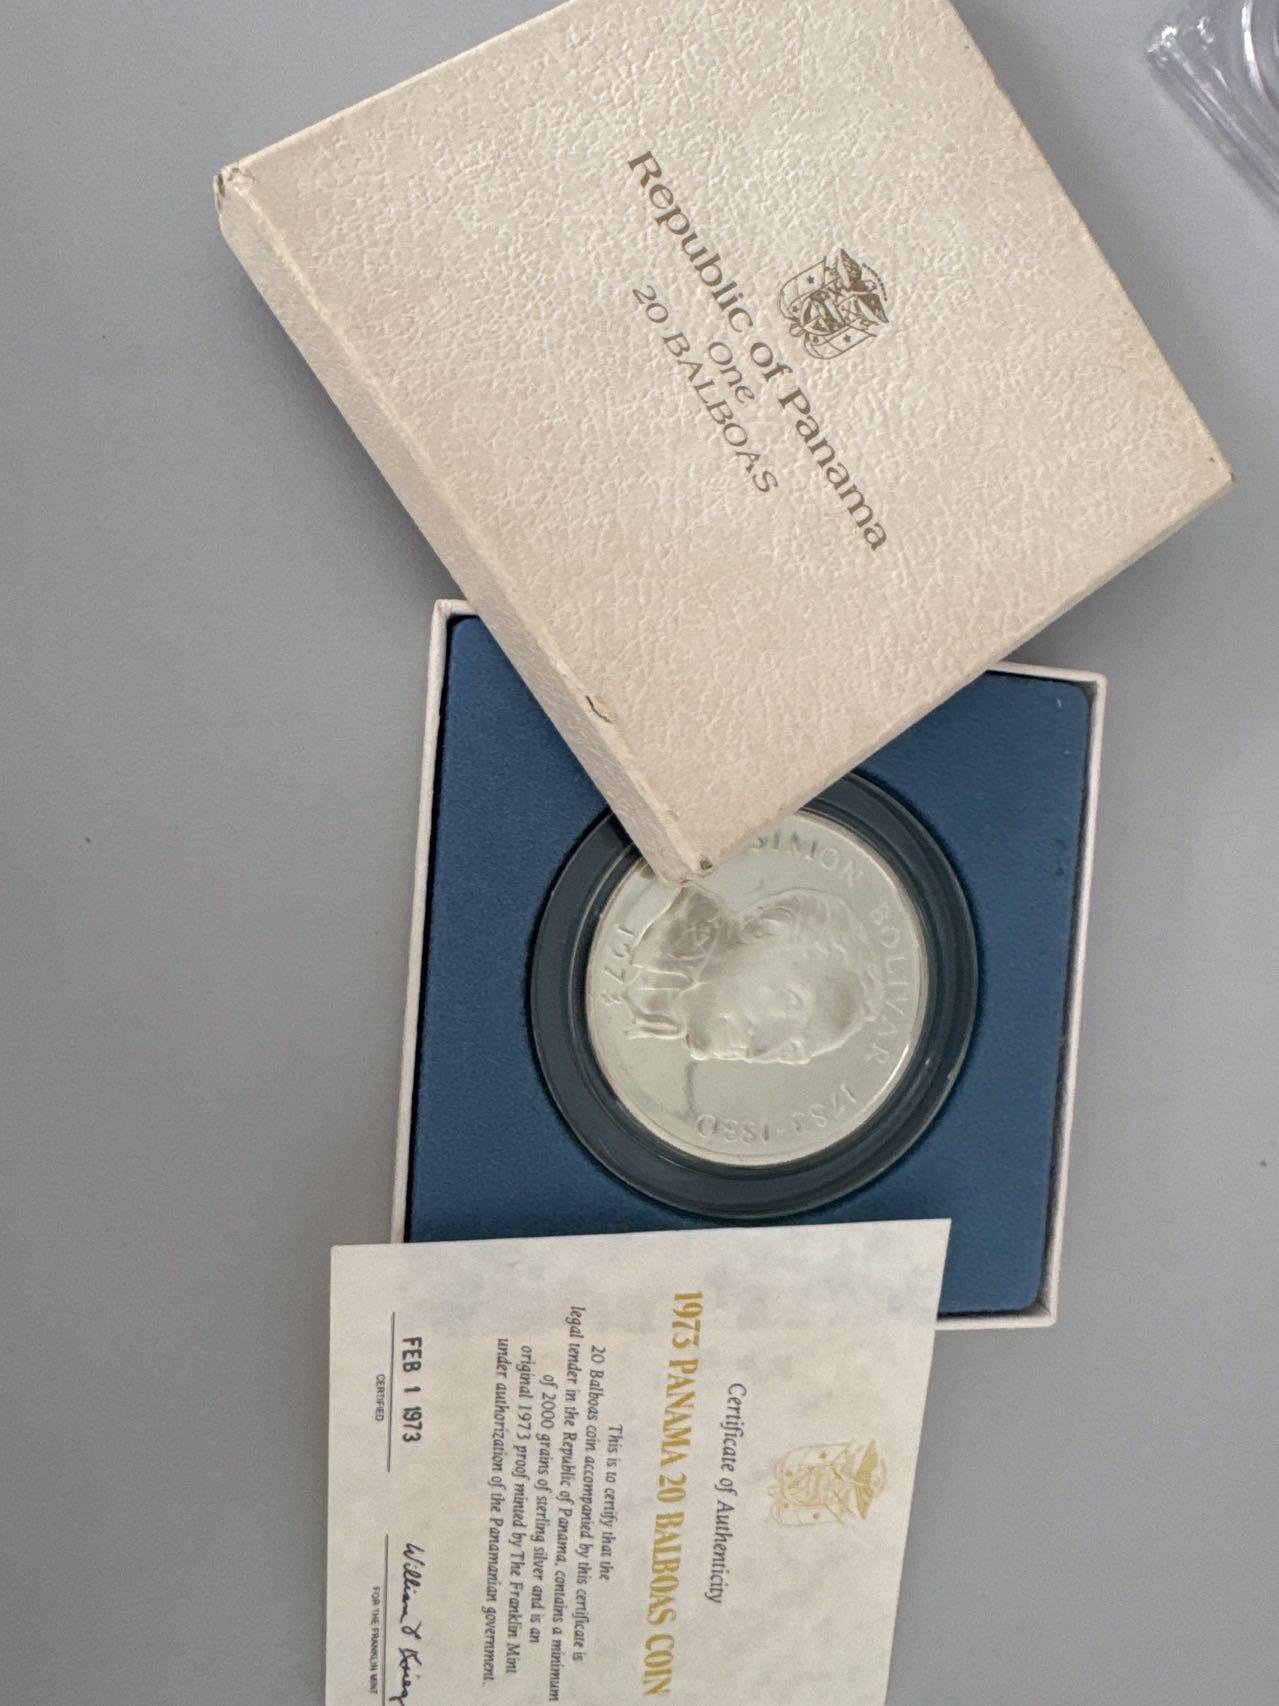 Republic of Panama
One
20 BALBOAS
SIMON BOLIVAR 1783-1830
1973
Certificate of Authenticity
1973 PANAMA 20 BALBOAS COIN
This is to certify that the
20 Balboas coin accompanied by this certificate is
legal tender in the Republic of Panama, contains a minimum
of 2000 grains of sterling silver and is an
original 1973 proof minted by The Franklin Mint
under authorization of the Panamanian government.
FEB 1 1973
CERTIFIED
William J Krieg
FOR THE FRANKLIN MINT